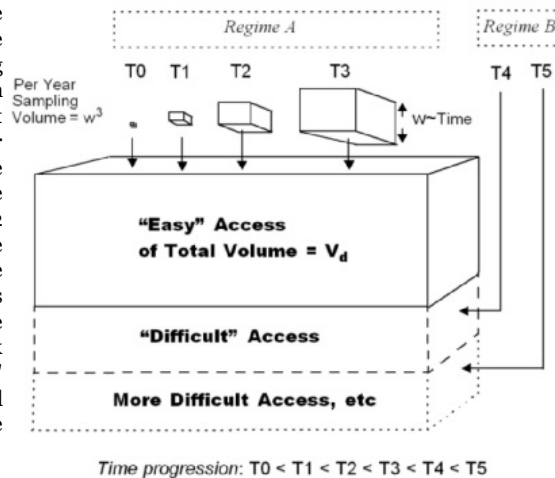 Regime A
Regime B
T0 T1 T2 T3 T4 T5
Per Year
Sampling
Volume = w³
w~Time
“Easy” Access
of Total Volume = V_d
“Difficult” Access
More Difficult Access, etc
Time progression: T0 < T1 < T2 < T3 < T4 < T5